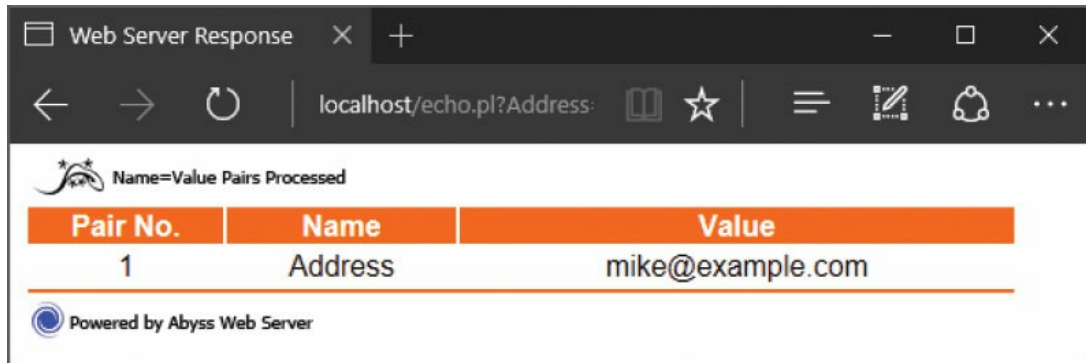 Web Server Response
localhost/echo.pl?Address:
Name=Value Pairs Processed
Pair No. Name Value
1 Address mike@example.com
Powered by Abyss Web Server